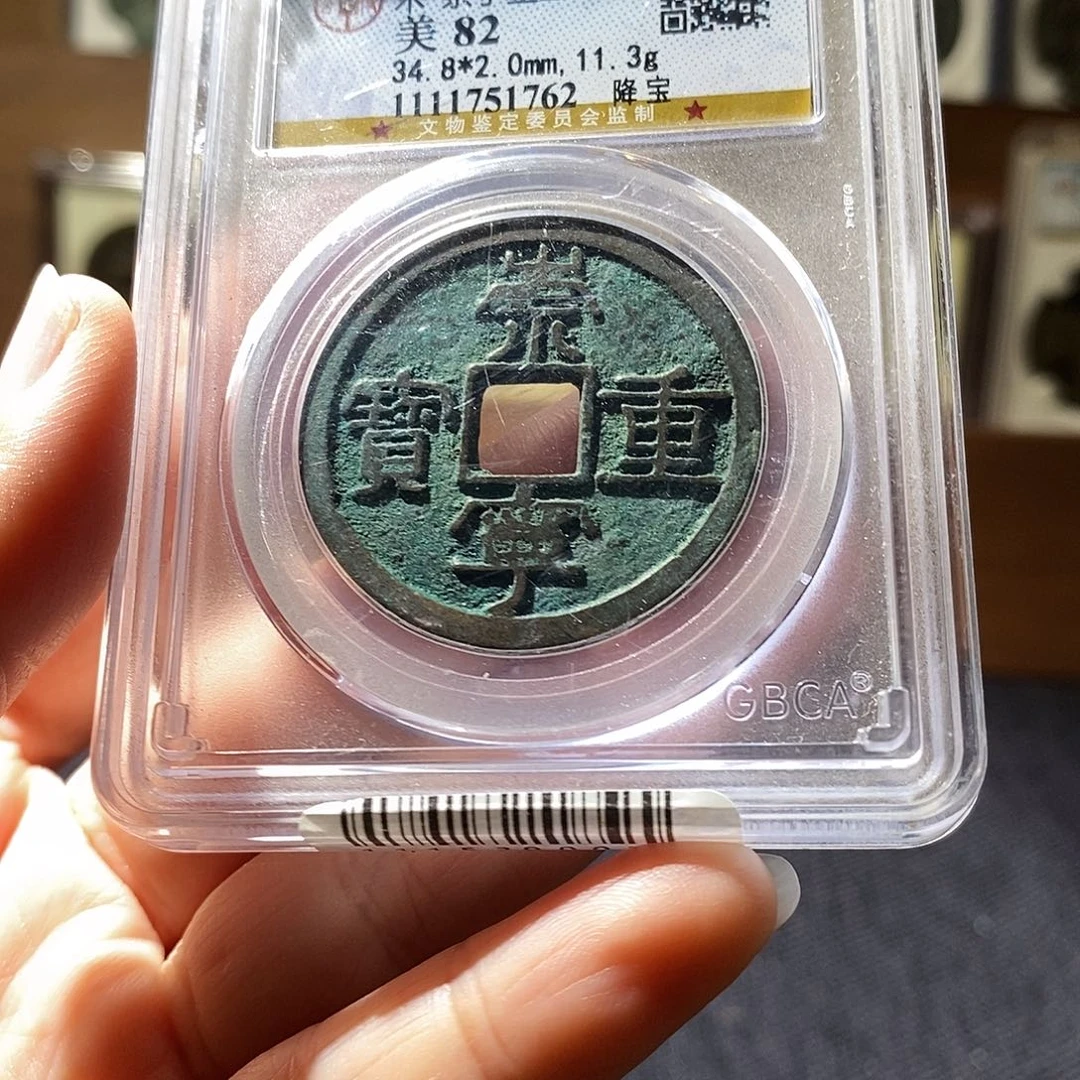 美 82
34.8*2.0mm, 11.3g
1111751762 降宝
★ 文物鉴定委员会监制 ★
崇
寶 重
寧
GBCA®